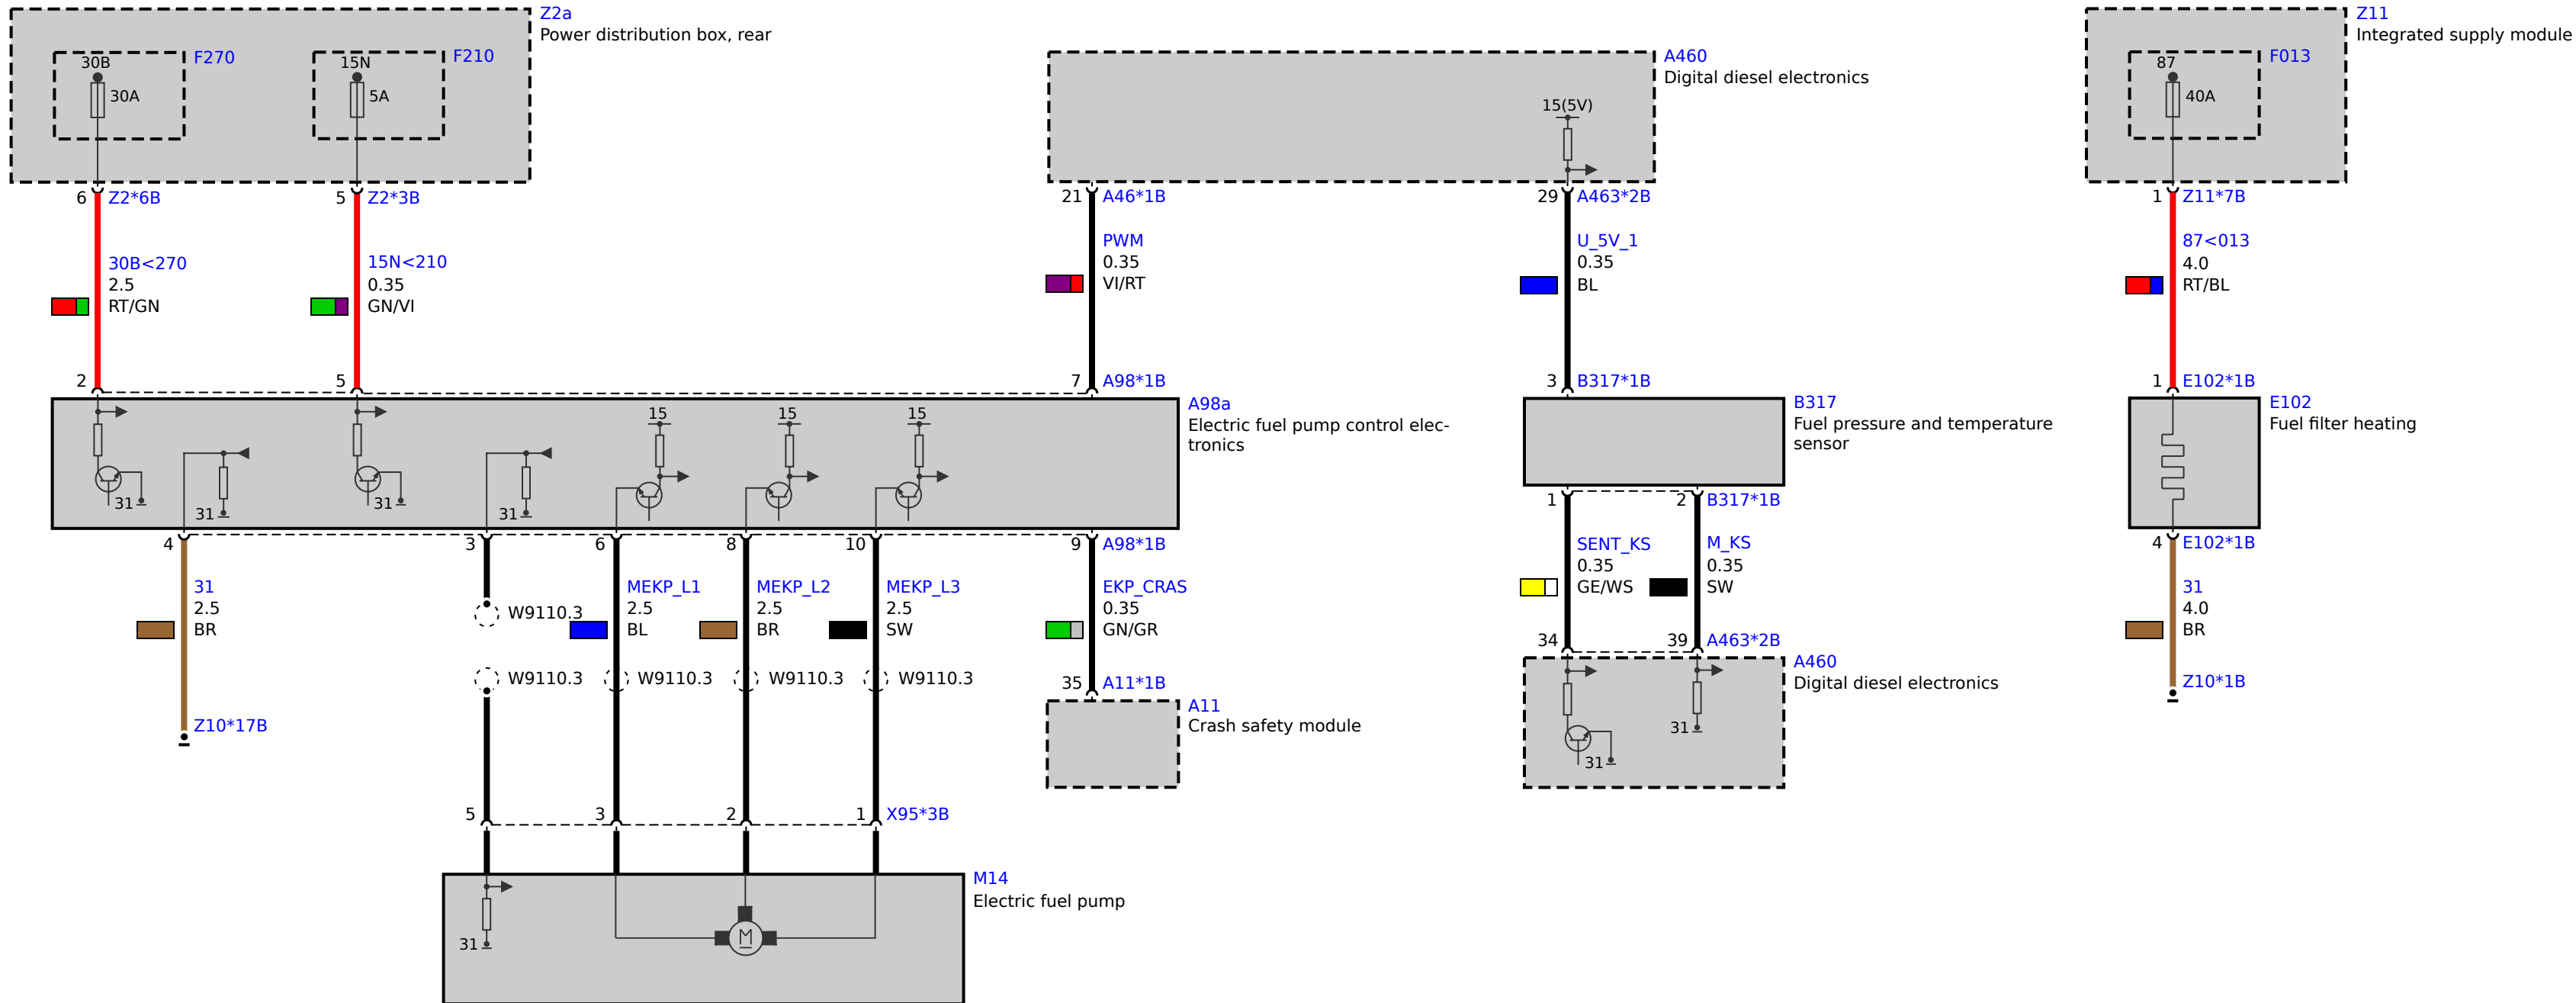 Z2a
Power distribution box, rear
30B
F270
30A
15N
F210
5A
A460
Digital diesel electronics
15(5V)
Z11
Integrated supply module
87
F013
40A
6 Z2*6B
5 Z2*3B
21 A46*1B
29 A463*2B
1 Z11*7B
30B<270
2.5
RT/GN
15N<210
0.35
GN/VI
PWM
0.35
VI/RT
U_5V_1
0.35
BL
87<013
4.0
RT/BL
2
5
7 A98*1B
3 B317*1B
1 E102*1B
A98a
Electric fuel pump control elec-
tronics
15
15
15
31
31
31
31
B317
Fuel pressure and temperature
sensor
E102
Fuel filter heating
1
2 B317*1B
4
3
6
8
10
9 A98*1B
4 E102*1B
31
2.5
BR
W9110.3
MEKP_L1
2.5
BL
MEKP_L2
2.5
BR
MEKP_L3
2.5
SW
EKP_CRAS
0.35
GN/GR
SENT_KS
0.35
GE/WS
M_KS
0.35
SW
31
4.0
BR
W9110.3
W9110.3
W9110.3
W9110.3
35 A11*1B
34
39 A463*2B
Z10*1B
Z10*17B
A11
Crash safety module
A460
Digital diesel electronics
31
31
5
3
2
1 X95*3B
M14
Electric fuel pump
31
M